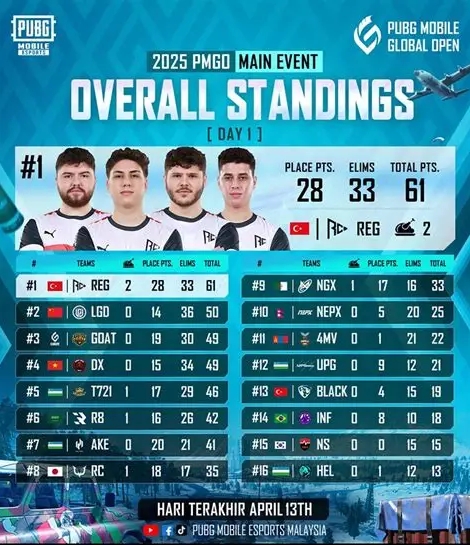 PUBG
MOBILE
ESPORTS
PUBG MOBILE
GLOBAL OPEN
2025 PMGO MAIN EVENT
OVERALL STANDINGS
[ DAY 1 ]
#1
PLACE PTS. ELIMS TOTAL PTS.
28 33 61
REG 2
# TEAMS PLACE PTS. ELIMS TOTAL
#1 REG 2 28 33 61
#2 LGD 0 14 36 50
#3 GOAT 0 19 30 49
#4 DX 0 15 34 49
#5 T721 1 17 29 46
#6 R8 1 16 26 42
#7 AKE 0 20 21 41
#8 RC 1 18 17 35
# TEAMS PLACE PTS. ELIMS TOTAL
#9 NGX 1 17 16 33
#10 NEPX 0 5 20 25
#11 4MV 0 1 21 22
#12 UPG 0 9 12 21
#13 BLACK 0 4 15 19
#14 INF 0 8 10 18
#15 NS 0 0 15 15
#16 HEL 0 1 12 13
HARI TERAKHIR APRIL 13TH
PUBG MOBILE ESPORTS MALAYSIA